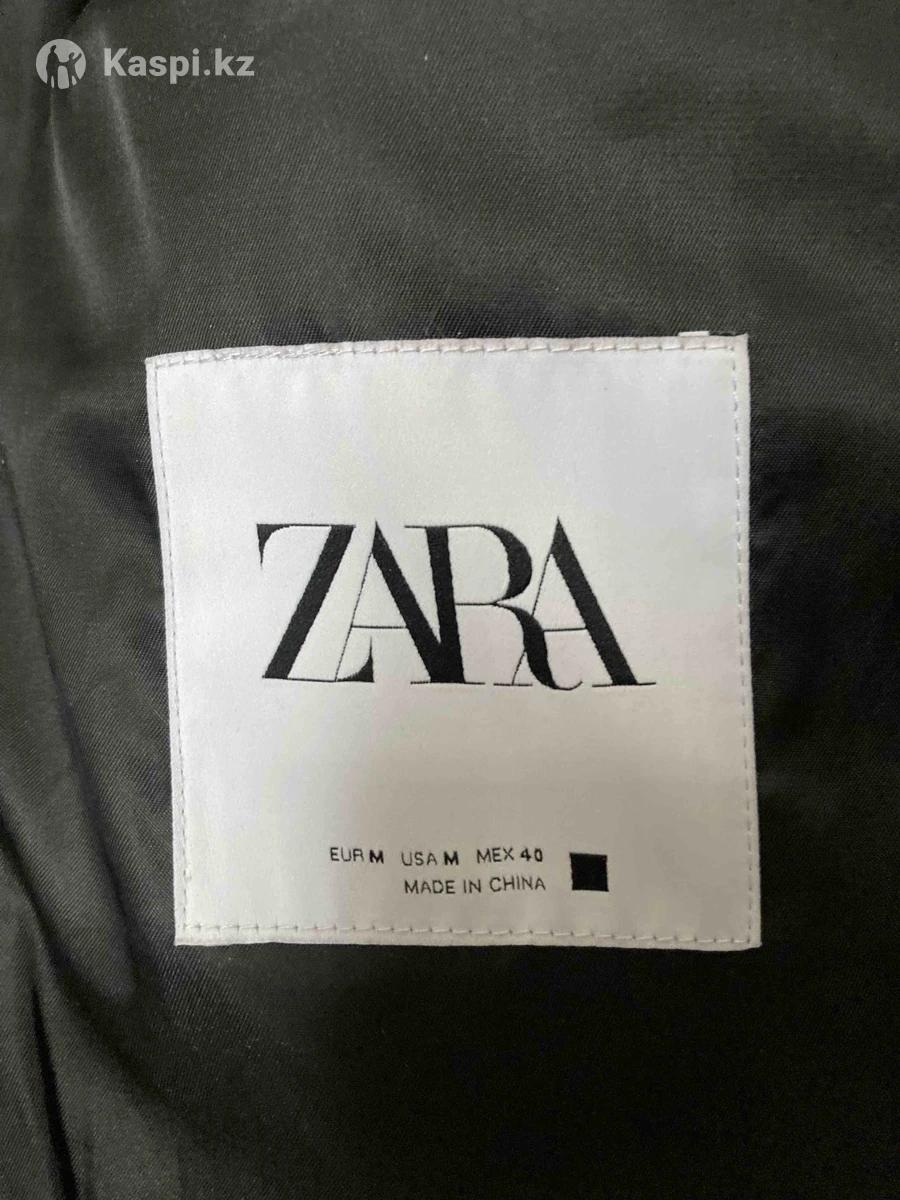 Kaspi.kz
ZARA
EUR M USA M MEX 40
MADE IN CHINA